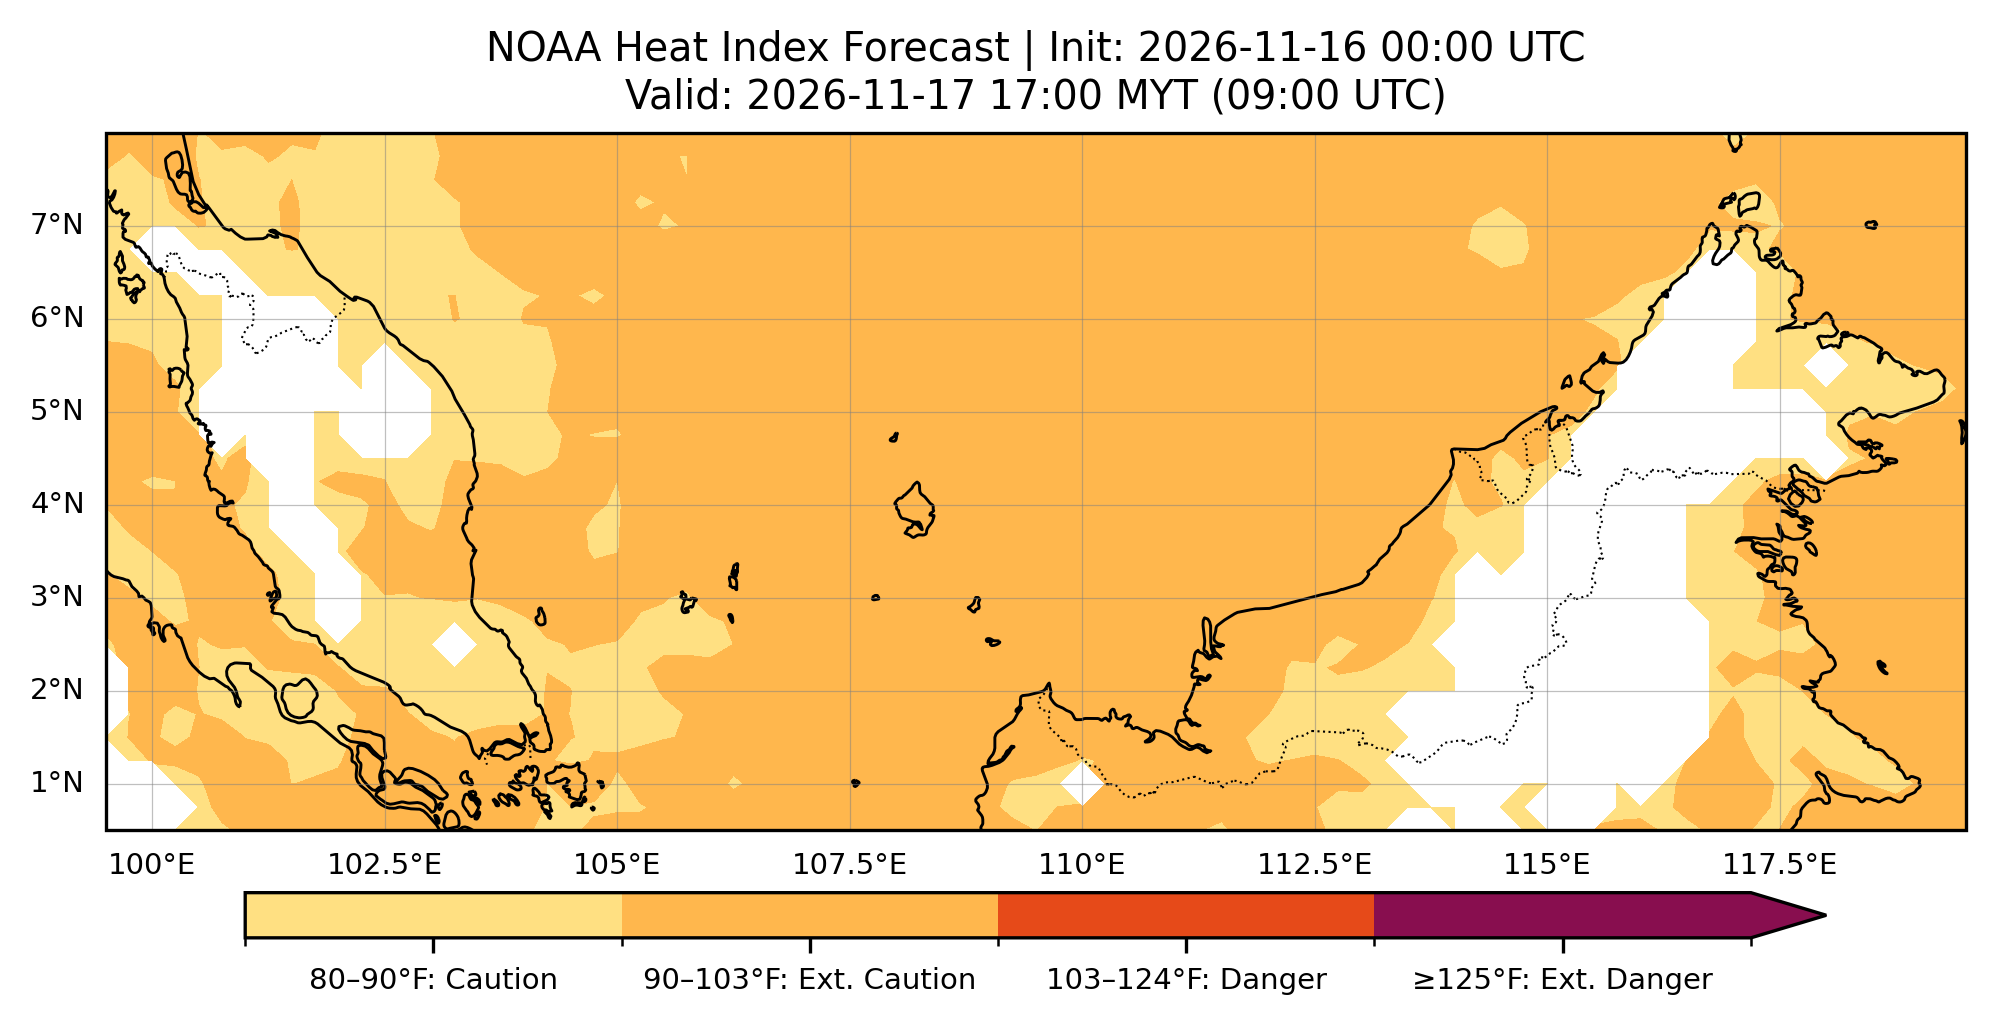 NOAA Heat Index Forecast | Init: 2026-11-16 00:00 UTC
Valid: 2026-11-17 17:00 MYT (09:00 UTC)
7°N
6°N
5°N
4°N
3°N
2°N
1°N
100°E 102.5°E 105°E 107.5°E 110°E 112.5°E 115°E 117.5°E
80–90°F: Caution 90–103°F: Ext. Caution 103–124°F: Danger ≥125°F: Ext. Danger